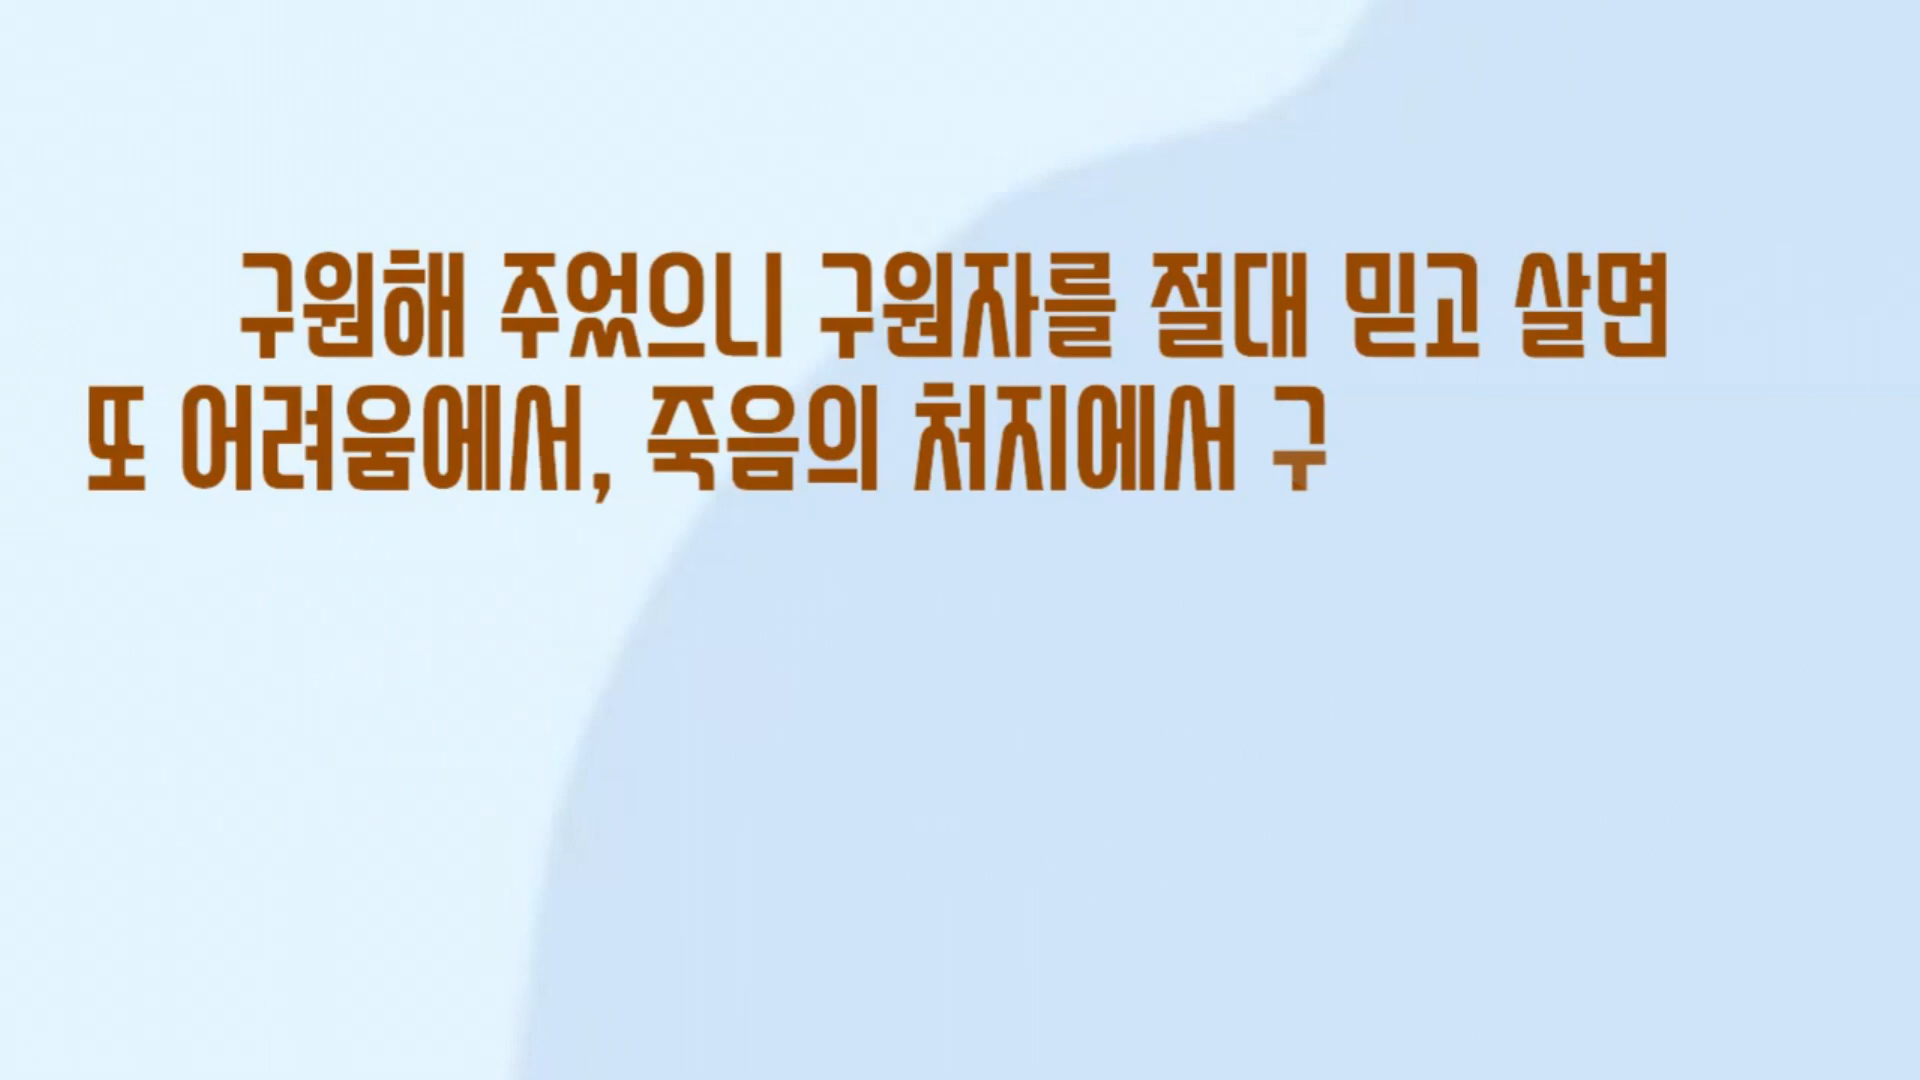 구원해 주었으니 구원자를 절대 믿고 살면
또 어려움에서, 죽음의 처지에서 구